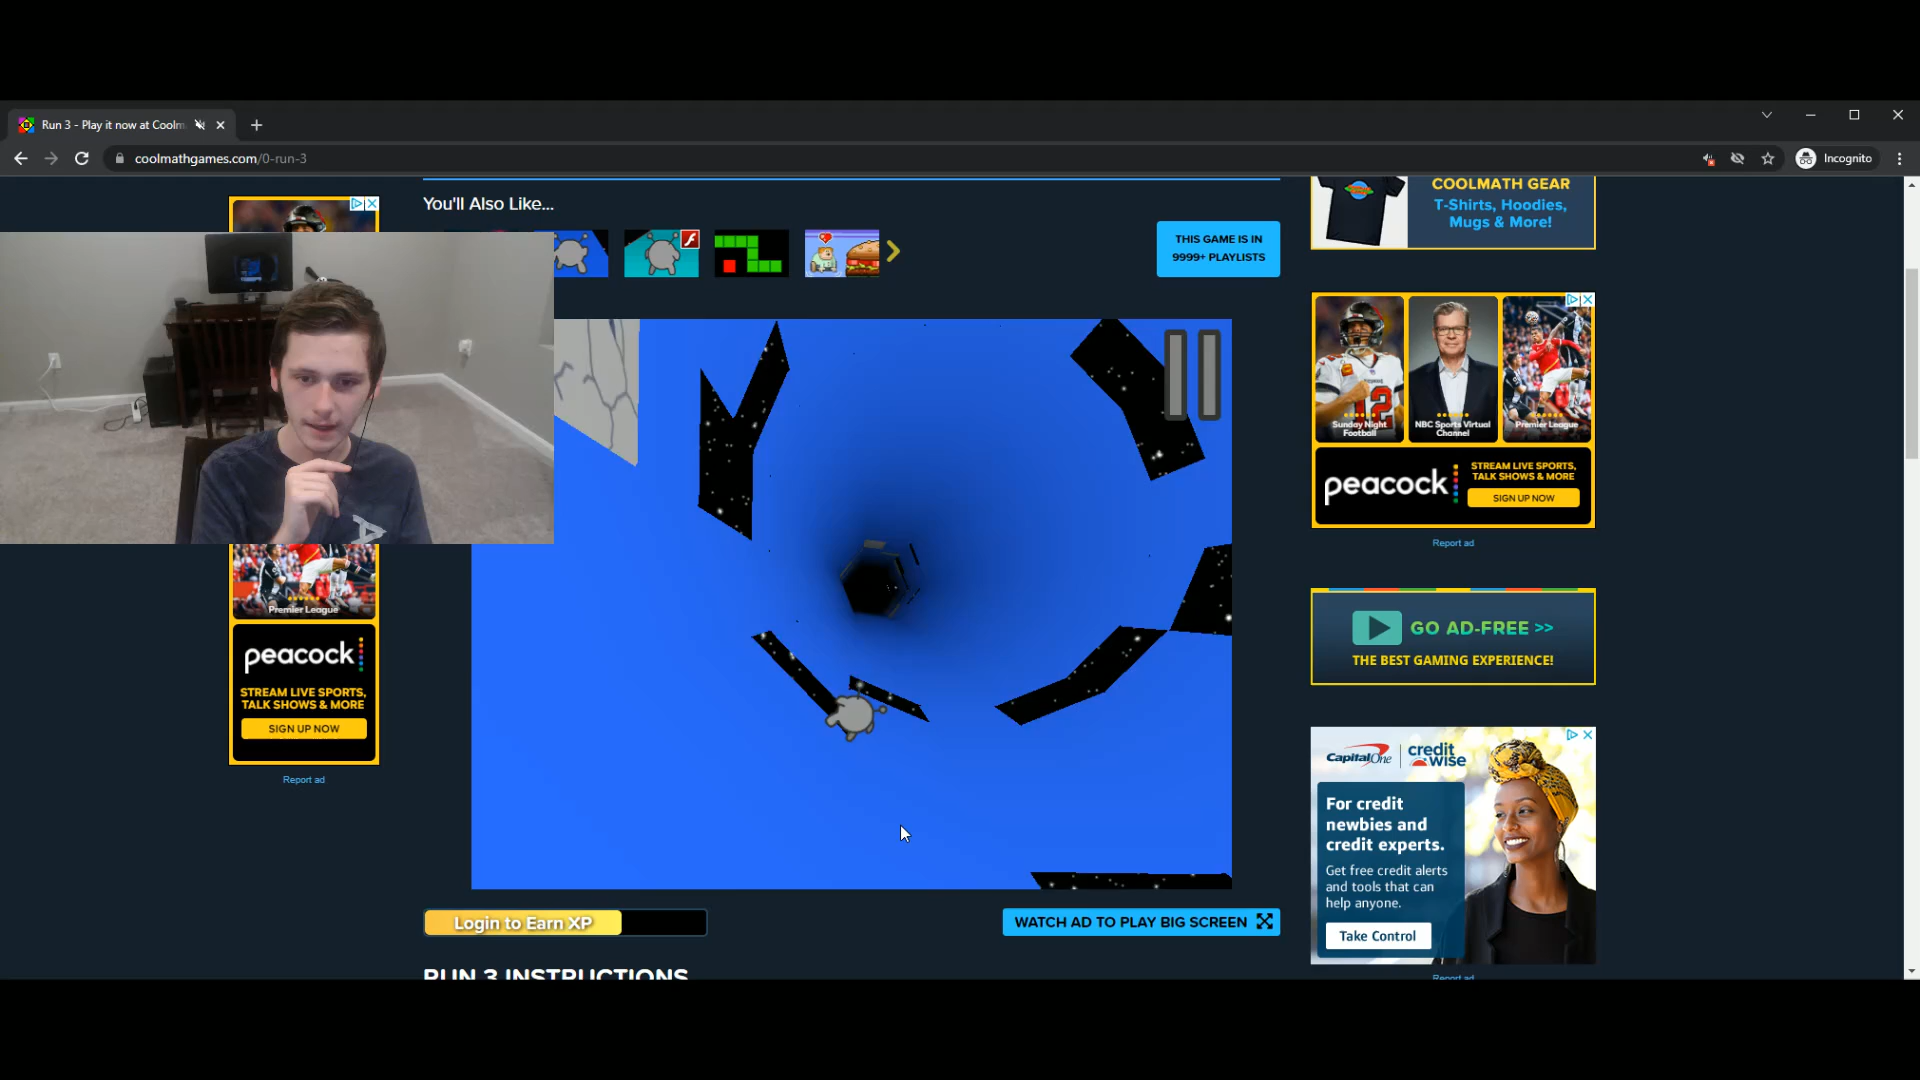 Run 3 - Play it now at Coolm
coolmathgames.com/0-run-3
Incognito
You'll Also Like...
THIS GAME IS IN
9999+ PLAYLISTS
COOLMATH GEAR
T-Shirts, Hoodies,
Mugs & More!
Sunday Night
Football
NBC Sports Virtual
Channel
Premier League
peacock
STREAM LIVE SPORTS,
TALK SHOWS & MORE
SIGN UP NOW
Report ad
Premier League
peacock
STREAM LIVE SPORTS,
TALK SHOWS & MORE
SIGN UP NOW
Report ad
GO AD-FREE >>
THE BEST GAMING EXPERIENCE!
Capital One
credit
wise
For credit
newbies and
credit experts.
Get free credit alerts
and tools that can
help anyone.
Take Control
Report ad
Login to Earn XP
WATCH AD TO PLAY BIG SCREEN
RUN 3 INSTRUCTIONS